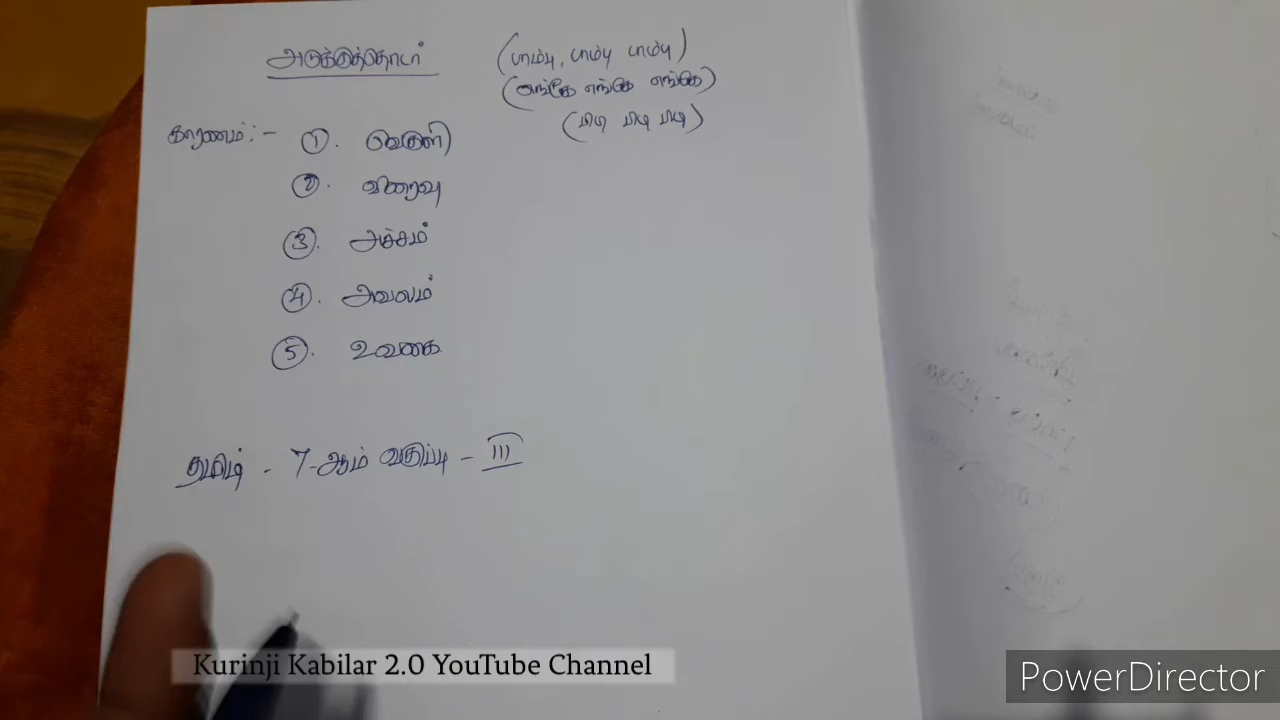 அடுக்குத்தொடர்
(பாம்பு, பாம்பு பாம்பு)
(எங்கே எங்கே எங்கே)
(பிடி பிடி பிடி)
காரணம் :-
①. வெகுளி
②. விரைவு
③. அச்சம்
④. அவலம்
⑤. உவகை
தமிழ் - 7-ஆம் வகுப்பு - III
Kurinji Kabilar 2.0 YouTube Channel
PowerDirector